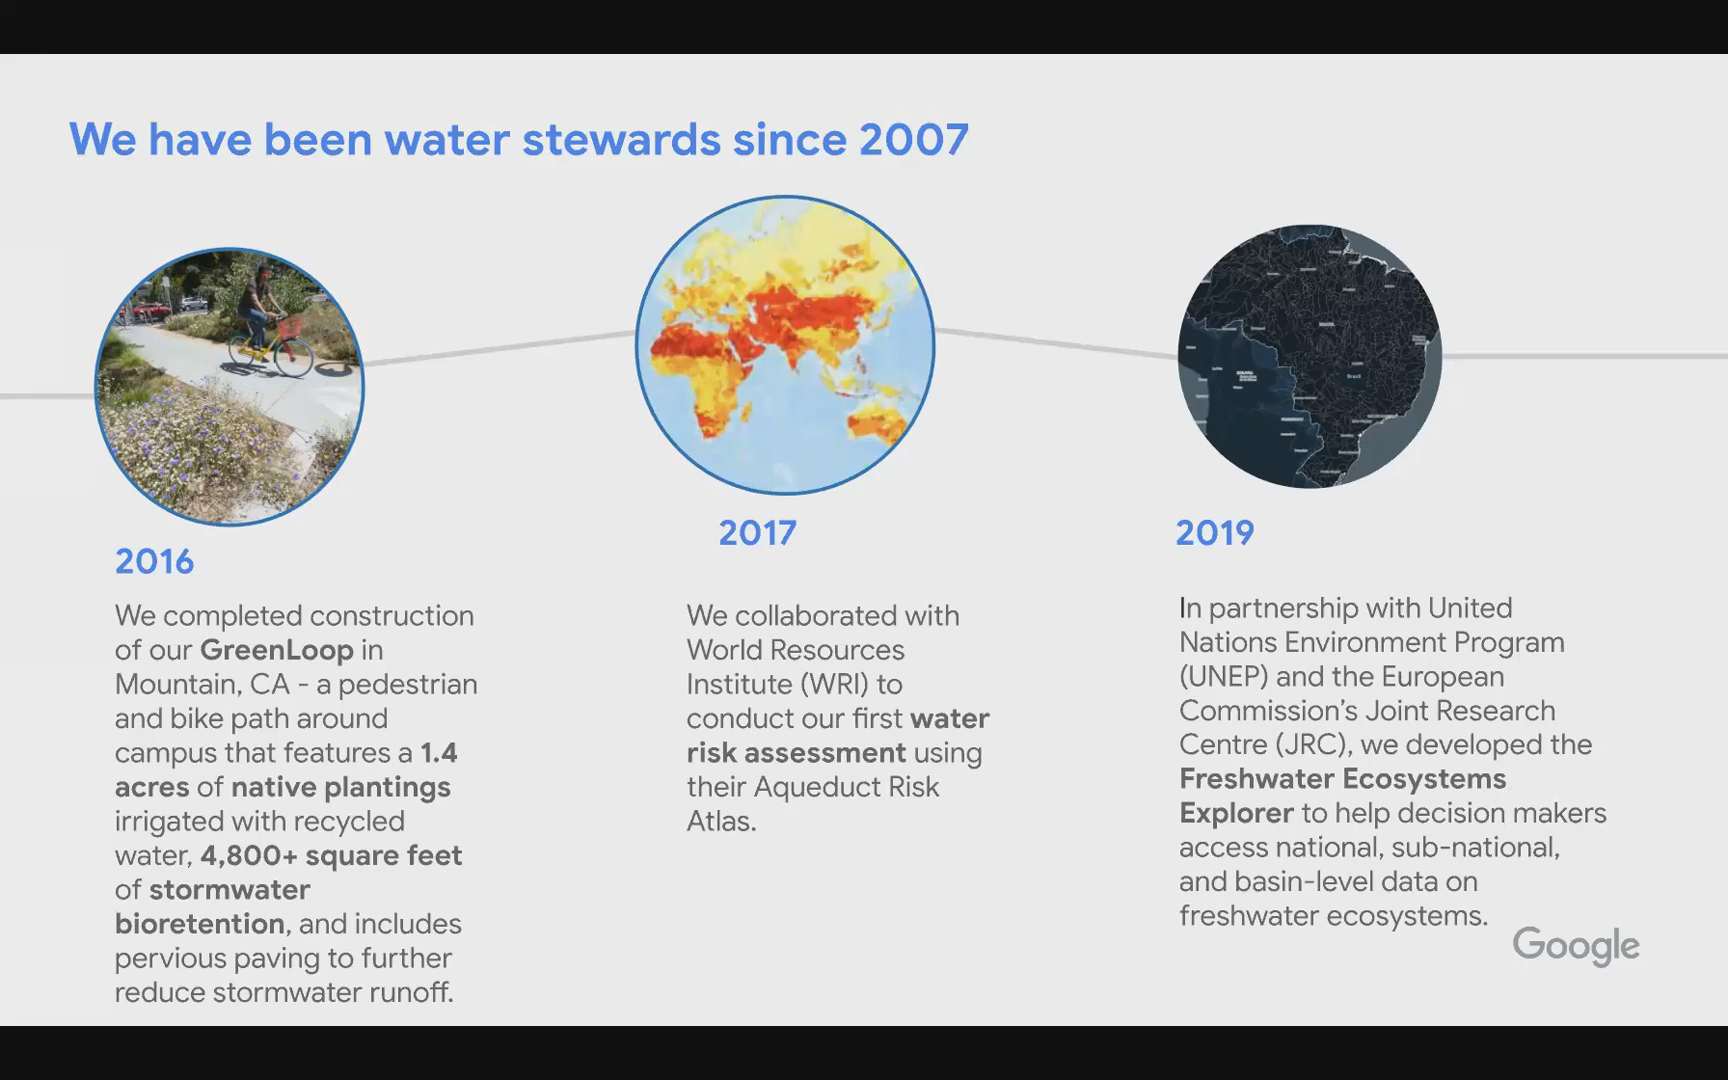 We have been water stewards since 2007
2016
We completed construction
of our GreenLoop in
Mountain, CA - a pedestrian
and bike path around
campus that features a 1.4
acres of native plantings
irrigated with recycled
water, 4,800+ square feet
of stormwater
bioretention, and includes
pervious paving to further
reduce stormwater runoff.
2017
We collaborated with
World Resources
Institute (WRI) to
conduct our first water
risk assessment using
their Aqueduct Risk
Atlas.
2019
In partnership with United
Nations Environment Program
(UNEP) and the European
Commission's Joint Research
Centre (JRC), we developed the
Freshwater Ecosystems
Explorer to help decision makers
access national, sub-national,
and basin-level data on
freshwater ecosystems.
Google